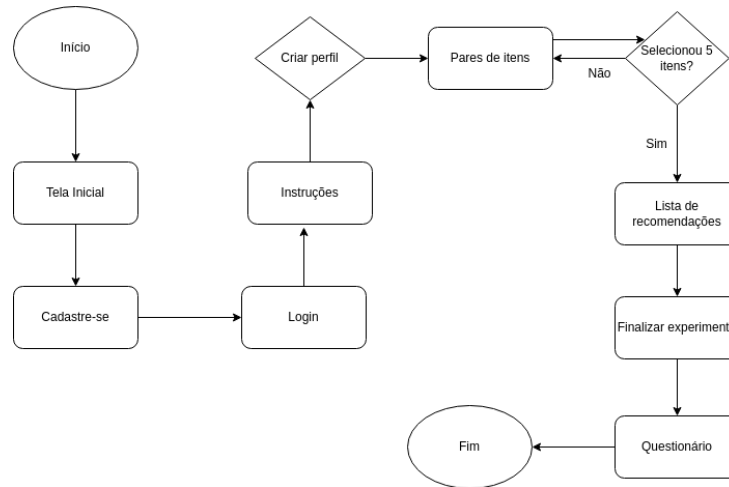 Início
Tela Inicial
Cadastre-se
Login
Instruções
Criar perfil
Pares de itens
Selecionou 5
itens?
Não
Sim
Lista de
recomendações
Finalizar experiment
Questionário
Fim